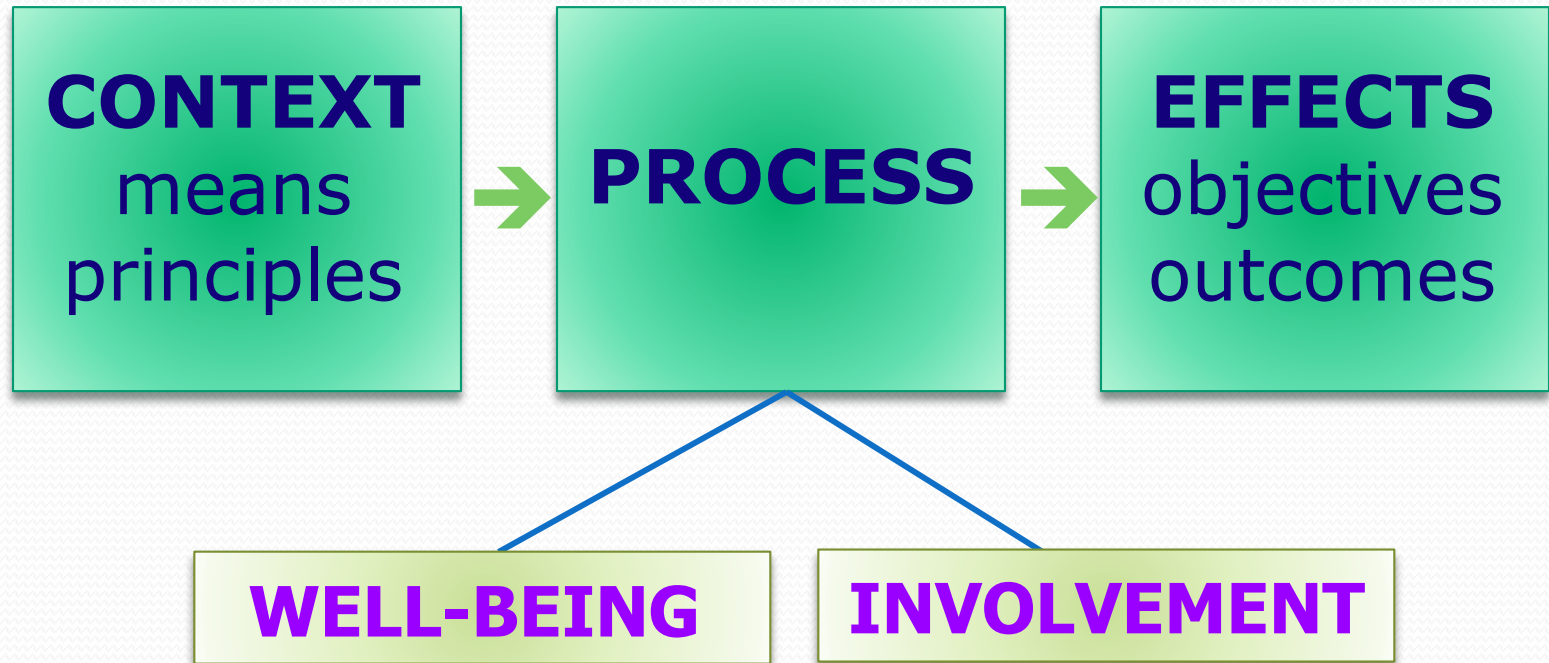 CONTEXT
means
principles
PROCESS
EFFECTS
objectives
outcomes
WELL-BEING
INVOLVEMENT